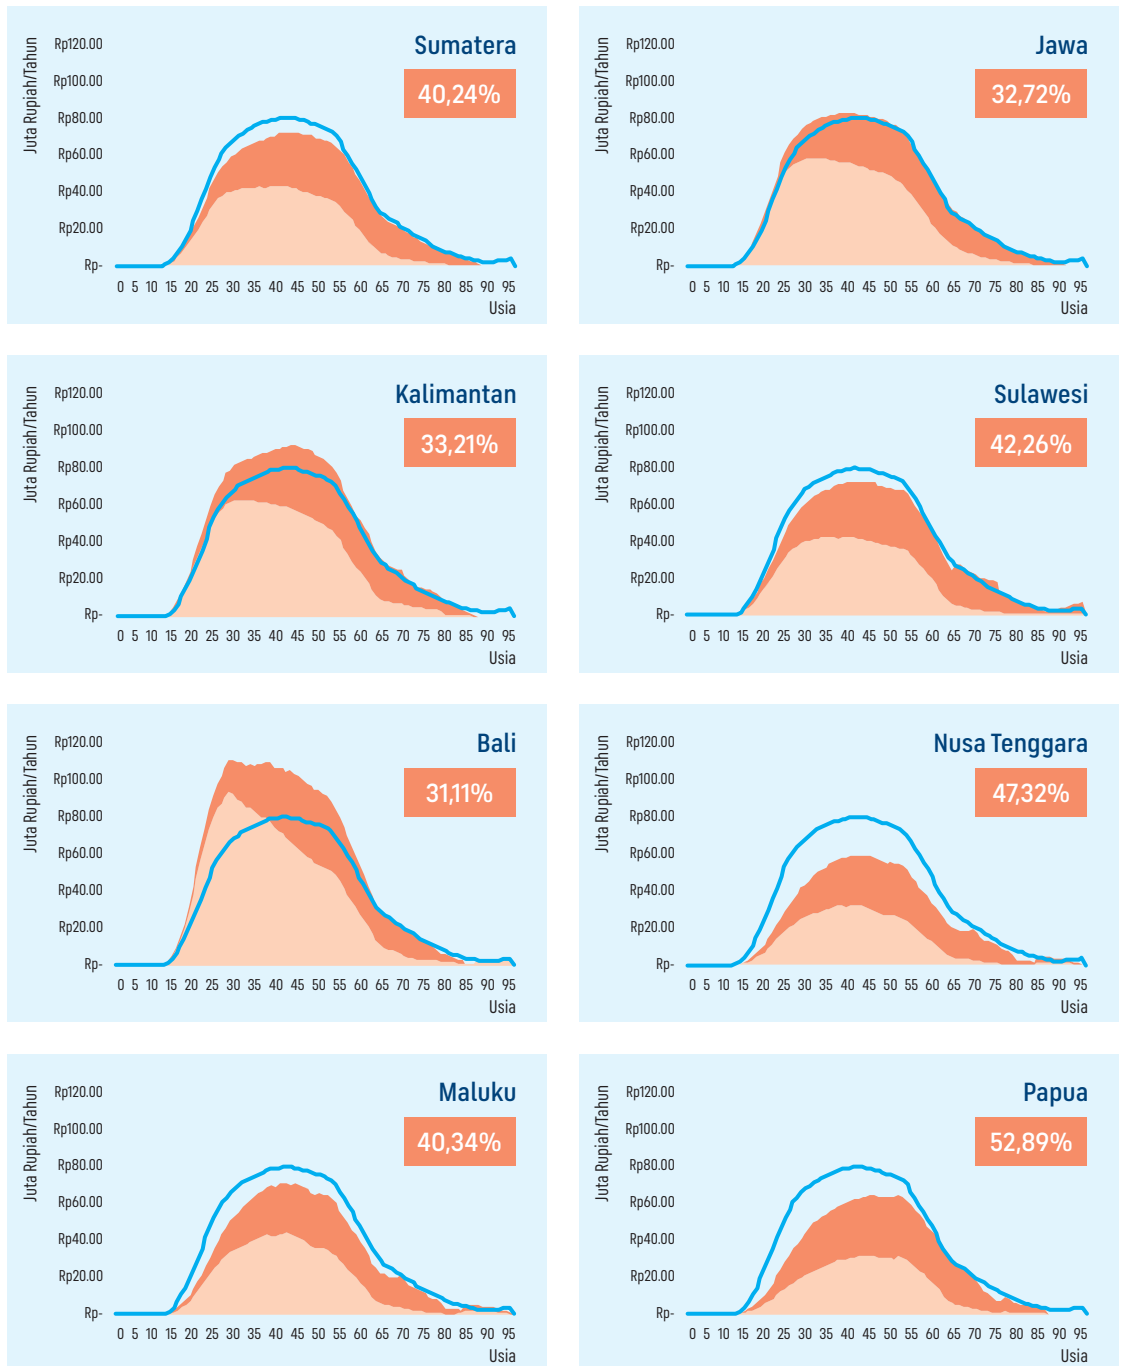 Sumatera
40,24%
Juta Rupiah/Tahun
Rp120.00
Rp100.00
Rp80.00
Rp60.00
Rp40.00
Rp20.00
Rp-
0 5 10 15 20 25 30 35 40 45 50 55 60 65 70 75 80 85 90 95
Usia
Jawa
32,72%
Juta Rupiah/Tahun
Rp120.00
Rp100.00
Rp80.00
Rp60.00
Rp40.00
Rp20.00
Rp-
0 5 10 15 20 25 30 35 40 45 50 55 60 65 70 75 80 85 90 95
Usia
Kalimantan
33,21%
Juta Rupiah/Tahun
Rp120.00
Rp100.00
Rp80.00
Rp60.00
Rp40.00
Rp20.00
Rp-
0 5 10 15 20 25 30 35 40 45 50 55 60 65 70 75 80 85 90 95
Usia
Sulawesi
42,26%
Juta Rupiah/Tahun
Rp120.00
Rp100.00
Rp80.00
Rp60.00
Rp40.00
Rp20.00
Rp-
0 5 10 15 20 25 30 35 40 45 50 55 60 65 70 75 80 85 90 95
Usia
Bali
31,11%
Juta Rupiah/Tahun
Rp120.00
Rp100.00
Rp80.00
Rp60.00
Rp40.00
Rp20.00
Rp-
0 5 10 15 20 25 30 35 40 45 50 55 60 65 70 75 80 85 90 95
Usia
Nusa Tenggara
47,32%
Juta Rupiah/Tahun
Rp120.00
Rp100.00
Rp80.00
Rp60.00
Rp40.00
Rp20.00
Rp-
0 5 10 15 20 25 30 35 40 45 50 55 60 65 70 75 80 85 90 95
Usia
Maluku
40,34%
Juta Rupiah/Tahun
Rp120.00
Rp100.00
Rp80.00
Rp60.00
Rp40.00
Rp20.00
Rp-
0 5 10 15 20 25 30 35 40 45 50 55 60 65 70 75 80 85 90 95
Usia
Papua
52,89%
Juta Rupiah/Tahun
Rp120.00
Rp100.00
Rp80.00
Rp60.00
Rp40.00
Rp20.00
Rp-
0 5 10 15 20 25 30 35 40 45 50 55 60 65 70 75 80 85 90 95
Usia